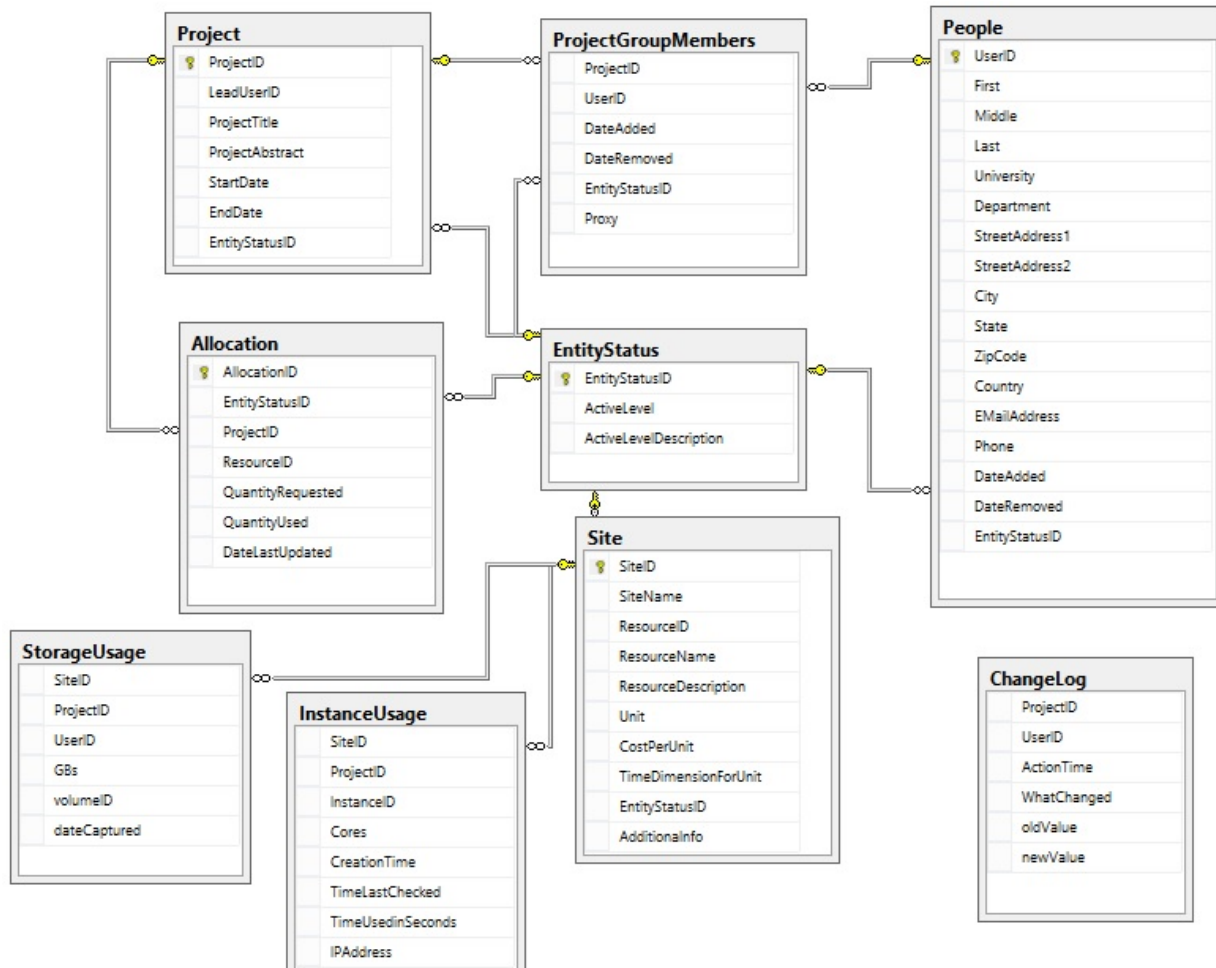 Project
ProjectID
LeadUserID
ProjectTitle
ProjectAbstract
StartDate
EndDate
EntityStatusID
ProjectGroupMembers
ProjectID
UserID
DateAdded
DateRemoved
EntityStatusID
Proxy
People
UserID
First
Middle
Last
University
Department
StreetAddress1
StreetAddress2
City
State
ZipCode
Country
EMailAddress
Phone
DateAdded
DateRemoved
EntityStatusID
Allocation
AllocationID
EntityStatusID
ProjectID
ResourceID
QuantityRequested
QuantityUsed
DateLastUpdated
EntityStatus
EntityStatusID
ActiveLevel
ActiveLevelDescription
Site
SiteID
SiteName
ResourceID
ResourceName
ResourceDescription
Unit
CostPerUnit
TimeDimensionForUnit
EntityStatusID
AdditionalInfo
StorageUsage
SiteID
ProjectID
UserID
GBs
volumeID
dateCaptured
InstanceUsage
SiteID
ProjectID
InstanceID
Cores
CreationTime
TimeLastChecked
TimeUsedinSeconds
IPAddress
ChangeLog
ProjectID
UserID
ActionTime
WhatChanged
oldValue
newValue